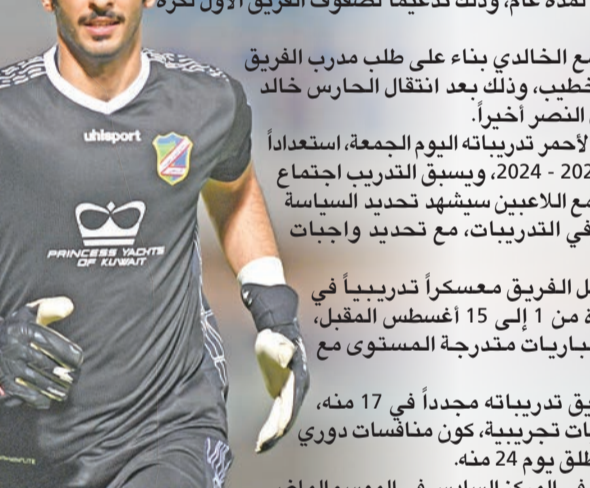 لمدة عام، وذلك تدعيماً لصفوف الفريق الأول لكرة
مع الخالدي بناء على طلب مدرب الفريق
خطيب، وذلك بعد انتقال الحارس خالد
النصر أخيراً.
الأحمر تدريباته اليوم الجمعة، استعداداً
2024 - 202، ويسبق التدريب اجتماع
مع اللاعبين سيشهد تحديد السياسة
في التدريبات، مع تحديد واجبات
ل الفريق معسكراً تدريبياً في
ة من 1 إلى 15 أغسطس المقبل،
مباريات متدرجة المستوى مع
يق تدريباته مجدداً في 17 منه،
ات تجريبية، كون منافسات دوري
طلق يوم 24 منه.
uhlsport
PRINCESS YACHTS
OF KUWAIT